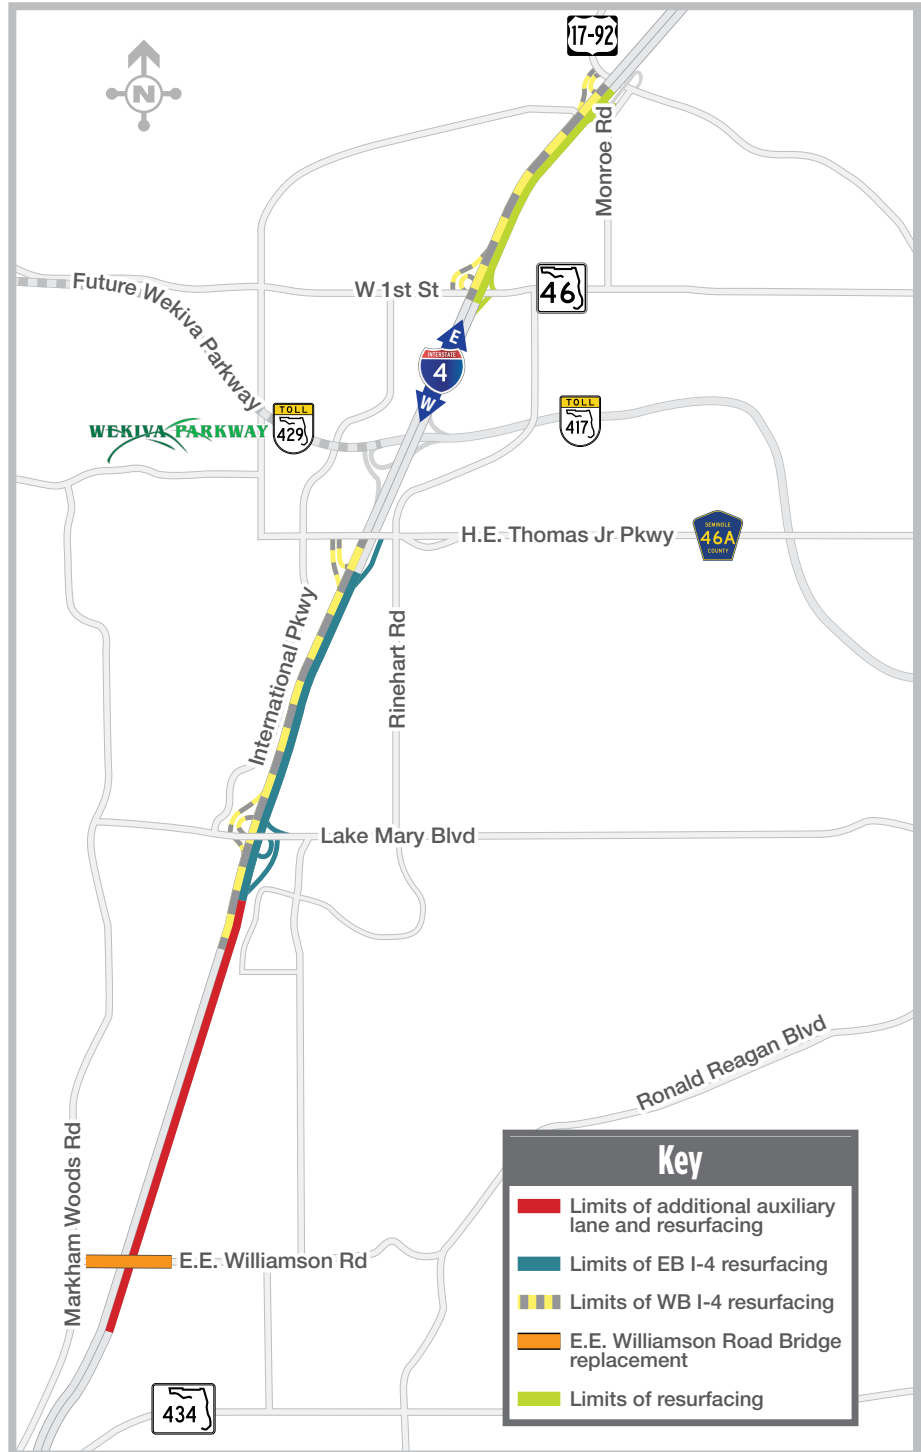 17-92
N
Monroe Rd
Future Wekiva Parkway
W 1st St
46
E
INTERSTATE
4
W
WEKIVA PARKWAY
TOLL
429
TOLL
417
H.E. Thomas Jr Pkwy
SEMINOLE
46A
COUNTY
International Pkwy
Rinehart Rd
Lake Mary Blvd
Ronald Reagan Blvd
Markham Woods Rd
E.E. Williamson Rd
434
Key
Limits of additional auxiliary
lane and resurfacing
Limits of EB I-4 resurfacing
Limits of WB I-4 resurfacing
E.E. Williamson Road Bridge
replacement
Limits of resurfacing